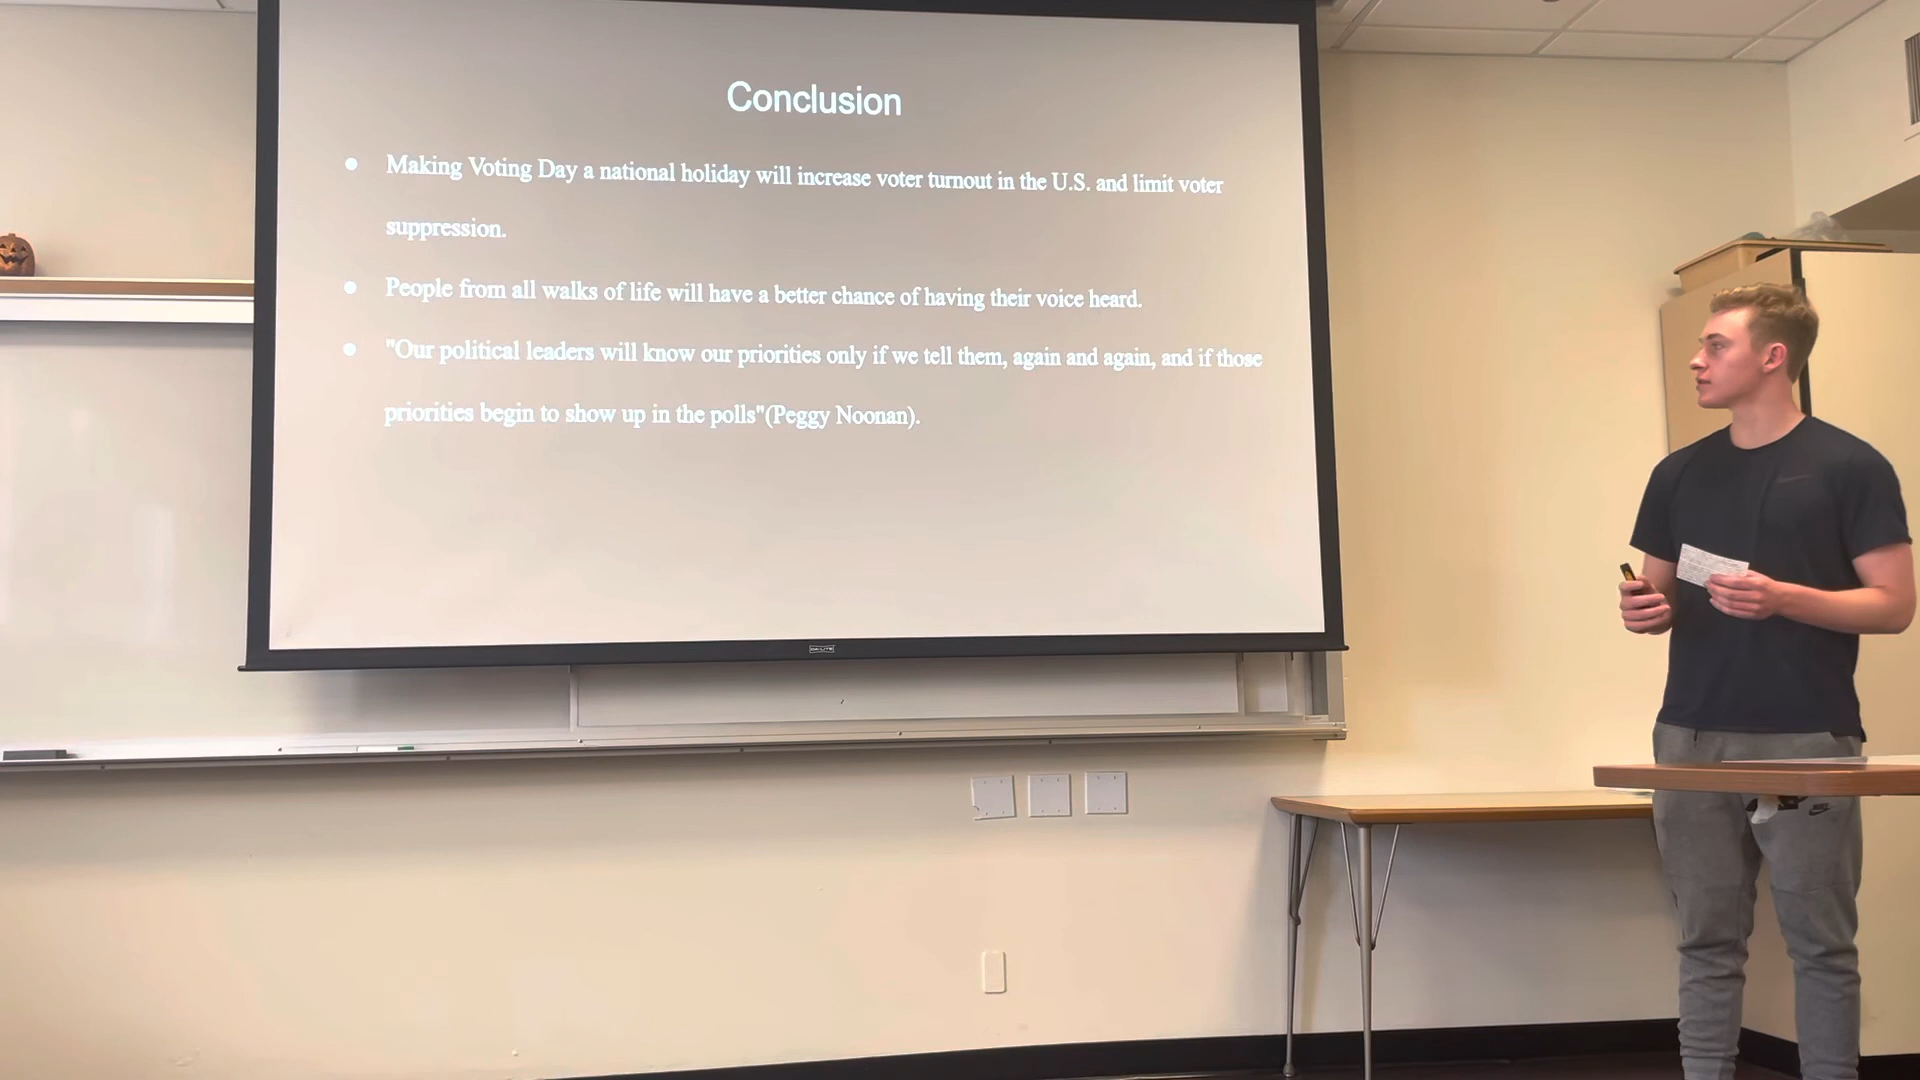 Conclusion
● Making Voting Day a national holiday will increase voter turnout in the U.S. and limit voter
suppression.
● People from all walks of life will have a better chance of having their voice heard.
● "Our political leaders will know our priorities only if we tell them, again and again, and if those
priorities begin to show up in the polls"(Peggy Noonan).
DA-LITE